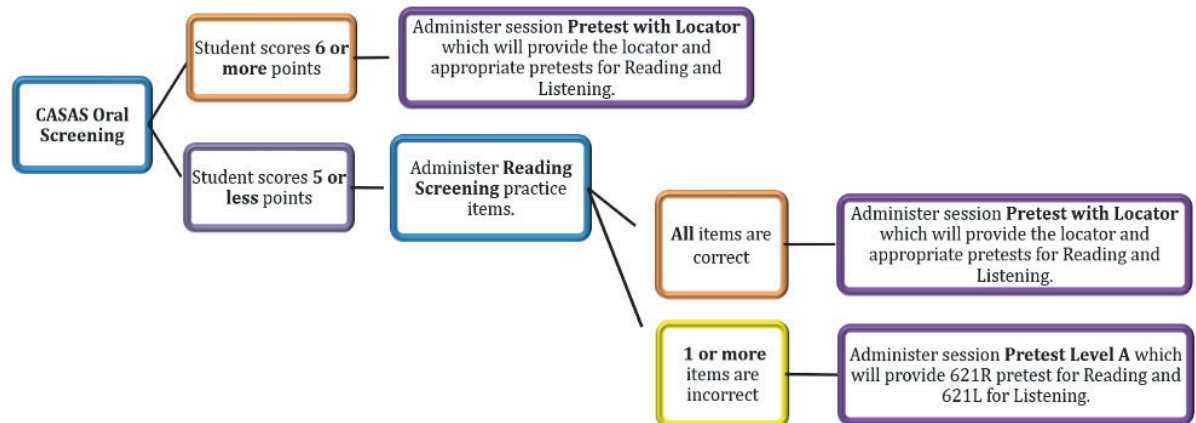 CASAS Oral
Screening
Student scores 6 or
more points
Administer session Pretest with Locator
which will provide the locator and
appropriate pretests for Reading and
Listening.
Student scores 5 or
less points
Administer Reading
Screening practice
items.
All items are
correct
Administer session Pretest with Locator
which will provide the locator and
appropriate pretests for Reading and
Listening.
1 or more
items are
incorrect
Administer session Pretest Level A which
will provide 621R pretest for Reading and
621L for Listening.